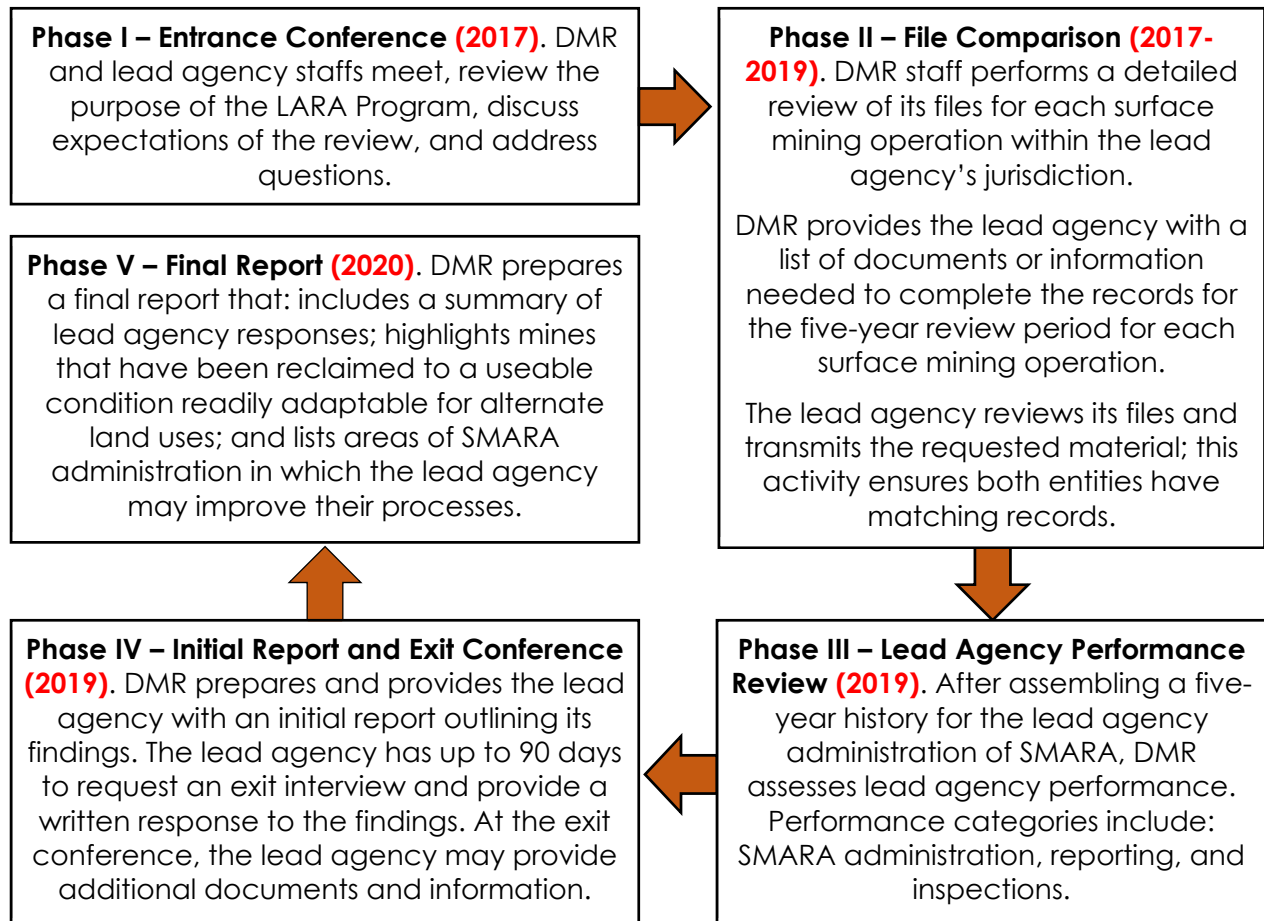 Phase I – Entrance Conference (2017). DMR
and lead agency staffs meet, review the
purpose of the LARA Program, discuss
expectations of the review, and address
questions.
Phase II – File Comparison (2017-
2019). DMR staff performs a detailed
review of its files for each surface
mining operation within the lead
agency’s jurisdiction.
DMR provides the lead agency with a
list of documents or information
needed to complete the records for
the five-year review period for each
surface mining operation.
The lead agency reviews its files and
transmits the requested material; this
activity ensures both entities have
matching records.
Phase III – Lead Agency Performance
Review (2019). After assembling a five-
year history for the lead agency
administration of SMARA, DMR
assesses lead agency performance.
Performance categories include:
SMARA administration, reporting, and
inspections.
Phase IV – Initial Report and Exit Conference
(2019). DMR prepares and provides the lead
agency with an initial report outlining its
findings. The lead agency has up to 90 days
to request an exit interview and provide a
written response to the findings. At the exit
conference, the lead agency may provide
additional documents and information.
Phase V – Final Report (2020). DMR prepares
a final report that: includes a summary of
lead agency responses; highlights mines
that have been reclaimed to a useable
condition readily adaptable for alternate
land uses; and lists areas of SMARA
administration in which the lead agency
may improve their processes.